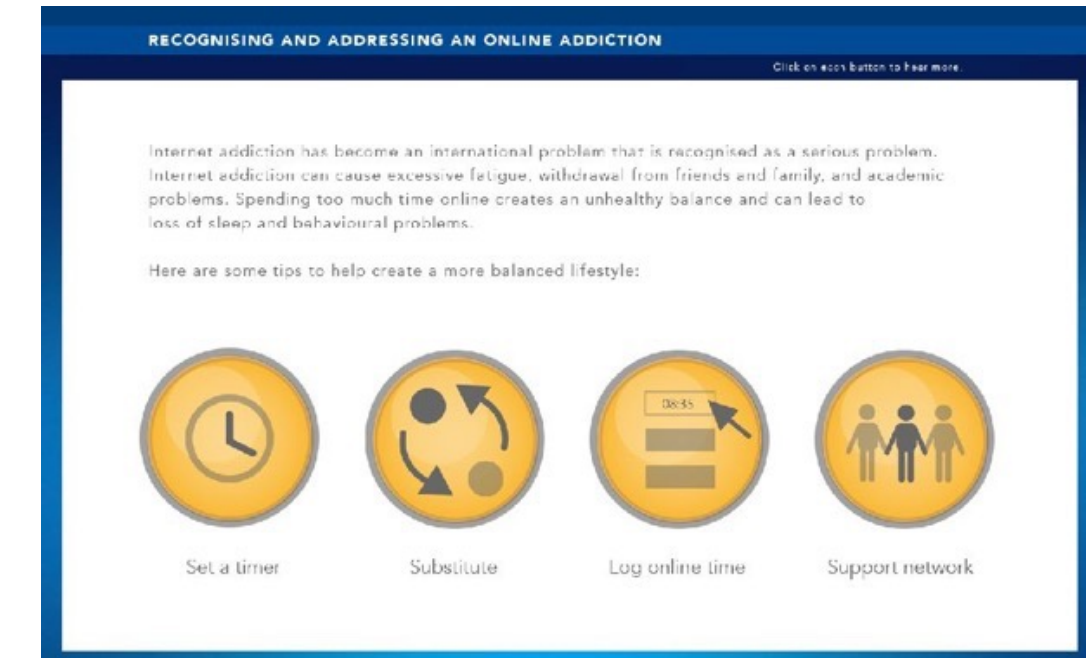 RECOGNISING AND ADDRESSING AN ONLINE ADDICTION
Click on each button to hear more.
Internet addiction has become an international problem that is recognised as a serious problem.
Internet addiction can cause excessive fatigue, withdrawal from friends and family, and academic
problems. Spending too much time online creates an unhealthy balance and can lead to
loss of sleep and behavioural problems.
Here are some tips to help create a more balanced lifestyle:
08:35
Set a timer
Substitute
Log online time
Support network